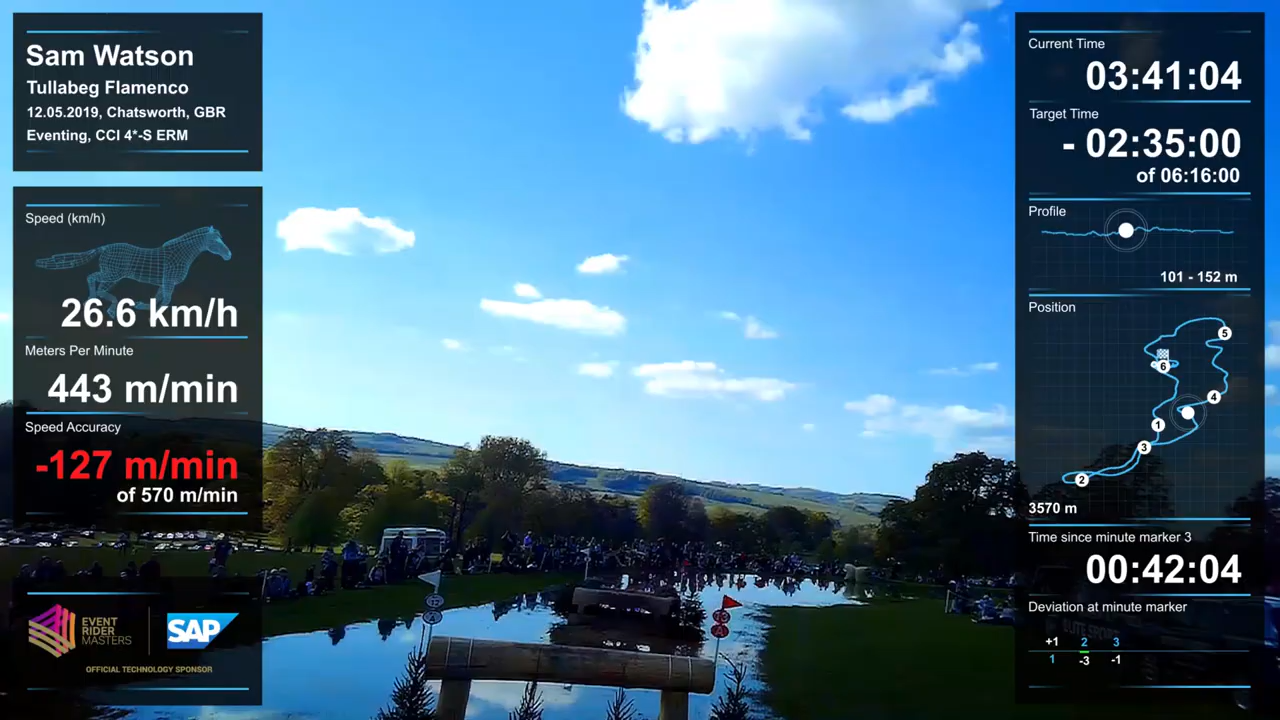 Sam Watson
Tullabeg Flamenco
12.05.2019, Chatsworth, GBR
Eventing, CCI 4*-S ERM
Speed (km/h)
26.6 km/h
Meters Per Minute
443 m/min
Speed Accuracy
-127 m/min
of 570 m/min
EVENT
RIDER
MASTERS
SAP
OFFICIAL TECHNOLOGY SPONSOR
Current Time
03:41:04
Target Time
- 02:35:00
of 06:16:00
Profile
101 - 152 m
Position
5
6
4
1
3
2
3570 m
Time since minute marker 3
00:42:04
Deviation at minute marker
+1 2 3
1 -3 -1
A